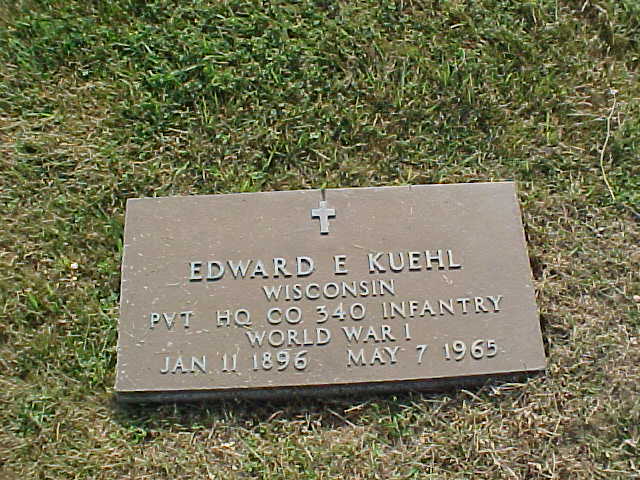 EDWARD E KUEHL
WISCONSIN
PVT HQ CO 340 INFANTRY
WORLD WAR I
JAN 11 1896 MAY 7 1965